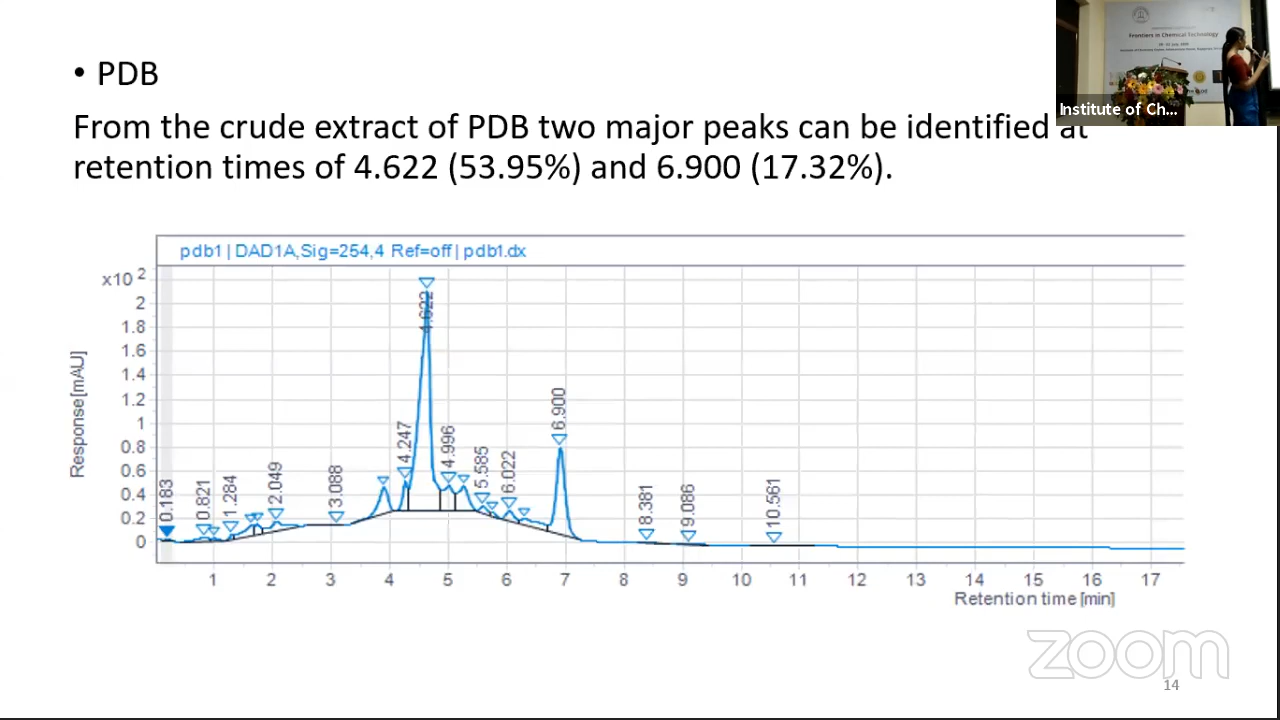 • PDB
From the crude extract of PDB two major peaks can be identified at
retention times of 4.622 (53.95%) and 6.900 (17.32%).
Frontiers in Chemical Technology
Institute of Ch...
pdb1 | DAD1A,Sig=254,4 Ref=off | pdb1.dx
x10 2
2
1.8
1.6
1.4
1.2
1
0.8
0.6
0.4
0.2
0
Response[mAU]
0.183
0.821
1.284
2.049
3.088
4.247
4.622
4.996
5.585
6.022
6.900
8.381
9.086
10.561
1 2 3 4 5 6 7 8 9 10 11 12 13 14 15 16 17
Retention time [min]
zoom
14